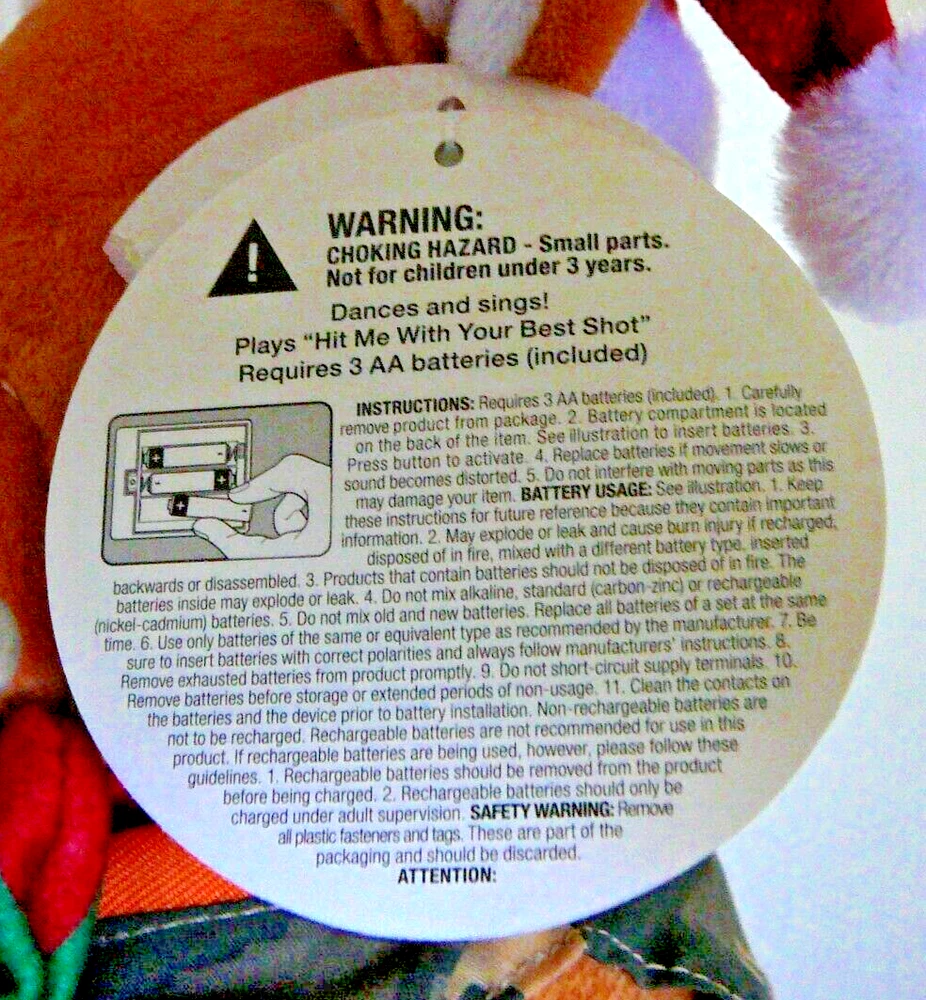 WARNING:
CHOKING HAZARD - Small parts.
Not for children under 3 years.
Dances and sings!
Plays “Hit Me With Your Best Shot”
Requires 3 AA batteries (included)
INSTRUCTIONS: Requires 3 AA batteries (included). 1. Carefully
remove product from package. 2. Battery compartment is located
on the back of the item. See illustration to insert batteries. 3.
Press button to activate. 4. Replace batteries if movement slows or
sound becomes distorted. 5. Do not interfere with moving parts as this
may damage your item. BATTERY USAGE: See illustration. 1. Keep
these instructions for future reference because they contain important
information. 2. May explode or leak and cause burn injury if recharged,
disposed of in fire, mixed with a different battery type, inserted
backwards or disassembled. 3. Products that contain batteries should not be disposed of in fire. The
batteries inside may explode or leak. 4. Do not mix alkaline, standard (carbon-zinc) or rechargeable
(nickel-cadmium) batteries. 5. Do not mix old and new batteries. Replace all batteries of a set at the same
time. 6. Use only batteries of the same or equivalent type as recommended by the manufacturer. 7. Be
sure to insert batteries with correct polarities and always follow manufacturers’ instructions. 8.
Remove exhausted batteries from product promptly. 9. Do not short-circuit supply terminals. 10.
Remove batteries before storage or extended periods of non-usage. 11. Clean the contacts on
the batteries and the device prior to battery installation. Non-rechargeable batteries are
not to be recharged. Rechargeable batteries are not recommended for use in this
product. If rechargeable batteries are being used, however, please follow these
guidelines. 1. Rechargeable batteries should be removed from the product
before being charged. 2. Rechargeable batteries should only be
charged under adult supervision. SAFETY WARNING: Remove
all plastic fasteners and tags. These are part of the
packaging and should be discarded.
ATTENTION: